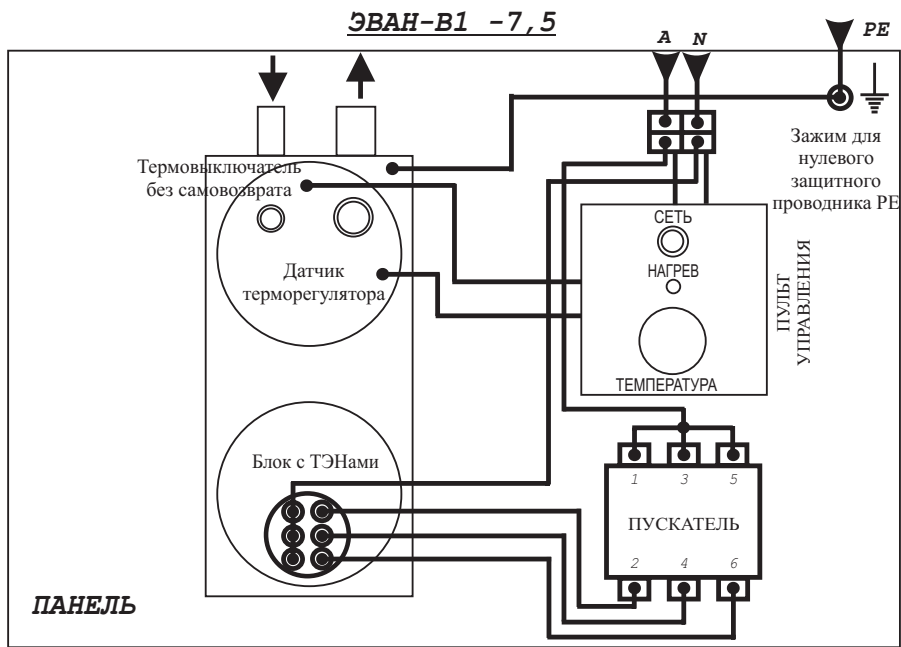 ЭВАН-В1 -7,5
A N
PE
Термовыключатель
без самовозврата
Зажим для
нулевого
защитного
проводника РЕ
СЕТЬ
НАГРЕВ
Датчик
терморегулятора
ПУЛЬТ
УПРАВЛЕНИЯ
ТЕМПЕРАТУРА
Блок с ТЭНами
1 3 5
ПУСКАТЕЛЬ
2 4 6
ПАНЕЛЬ